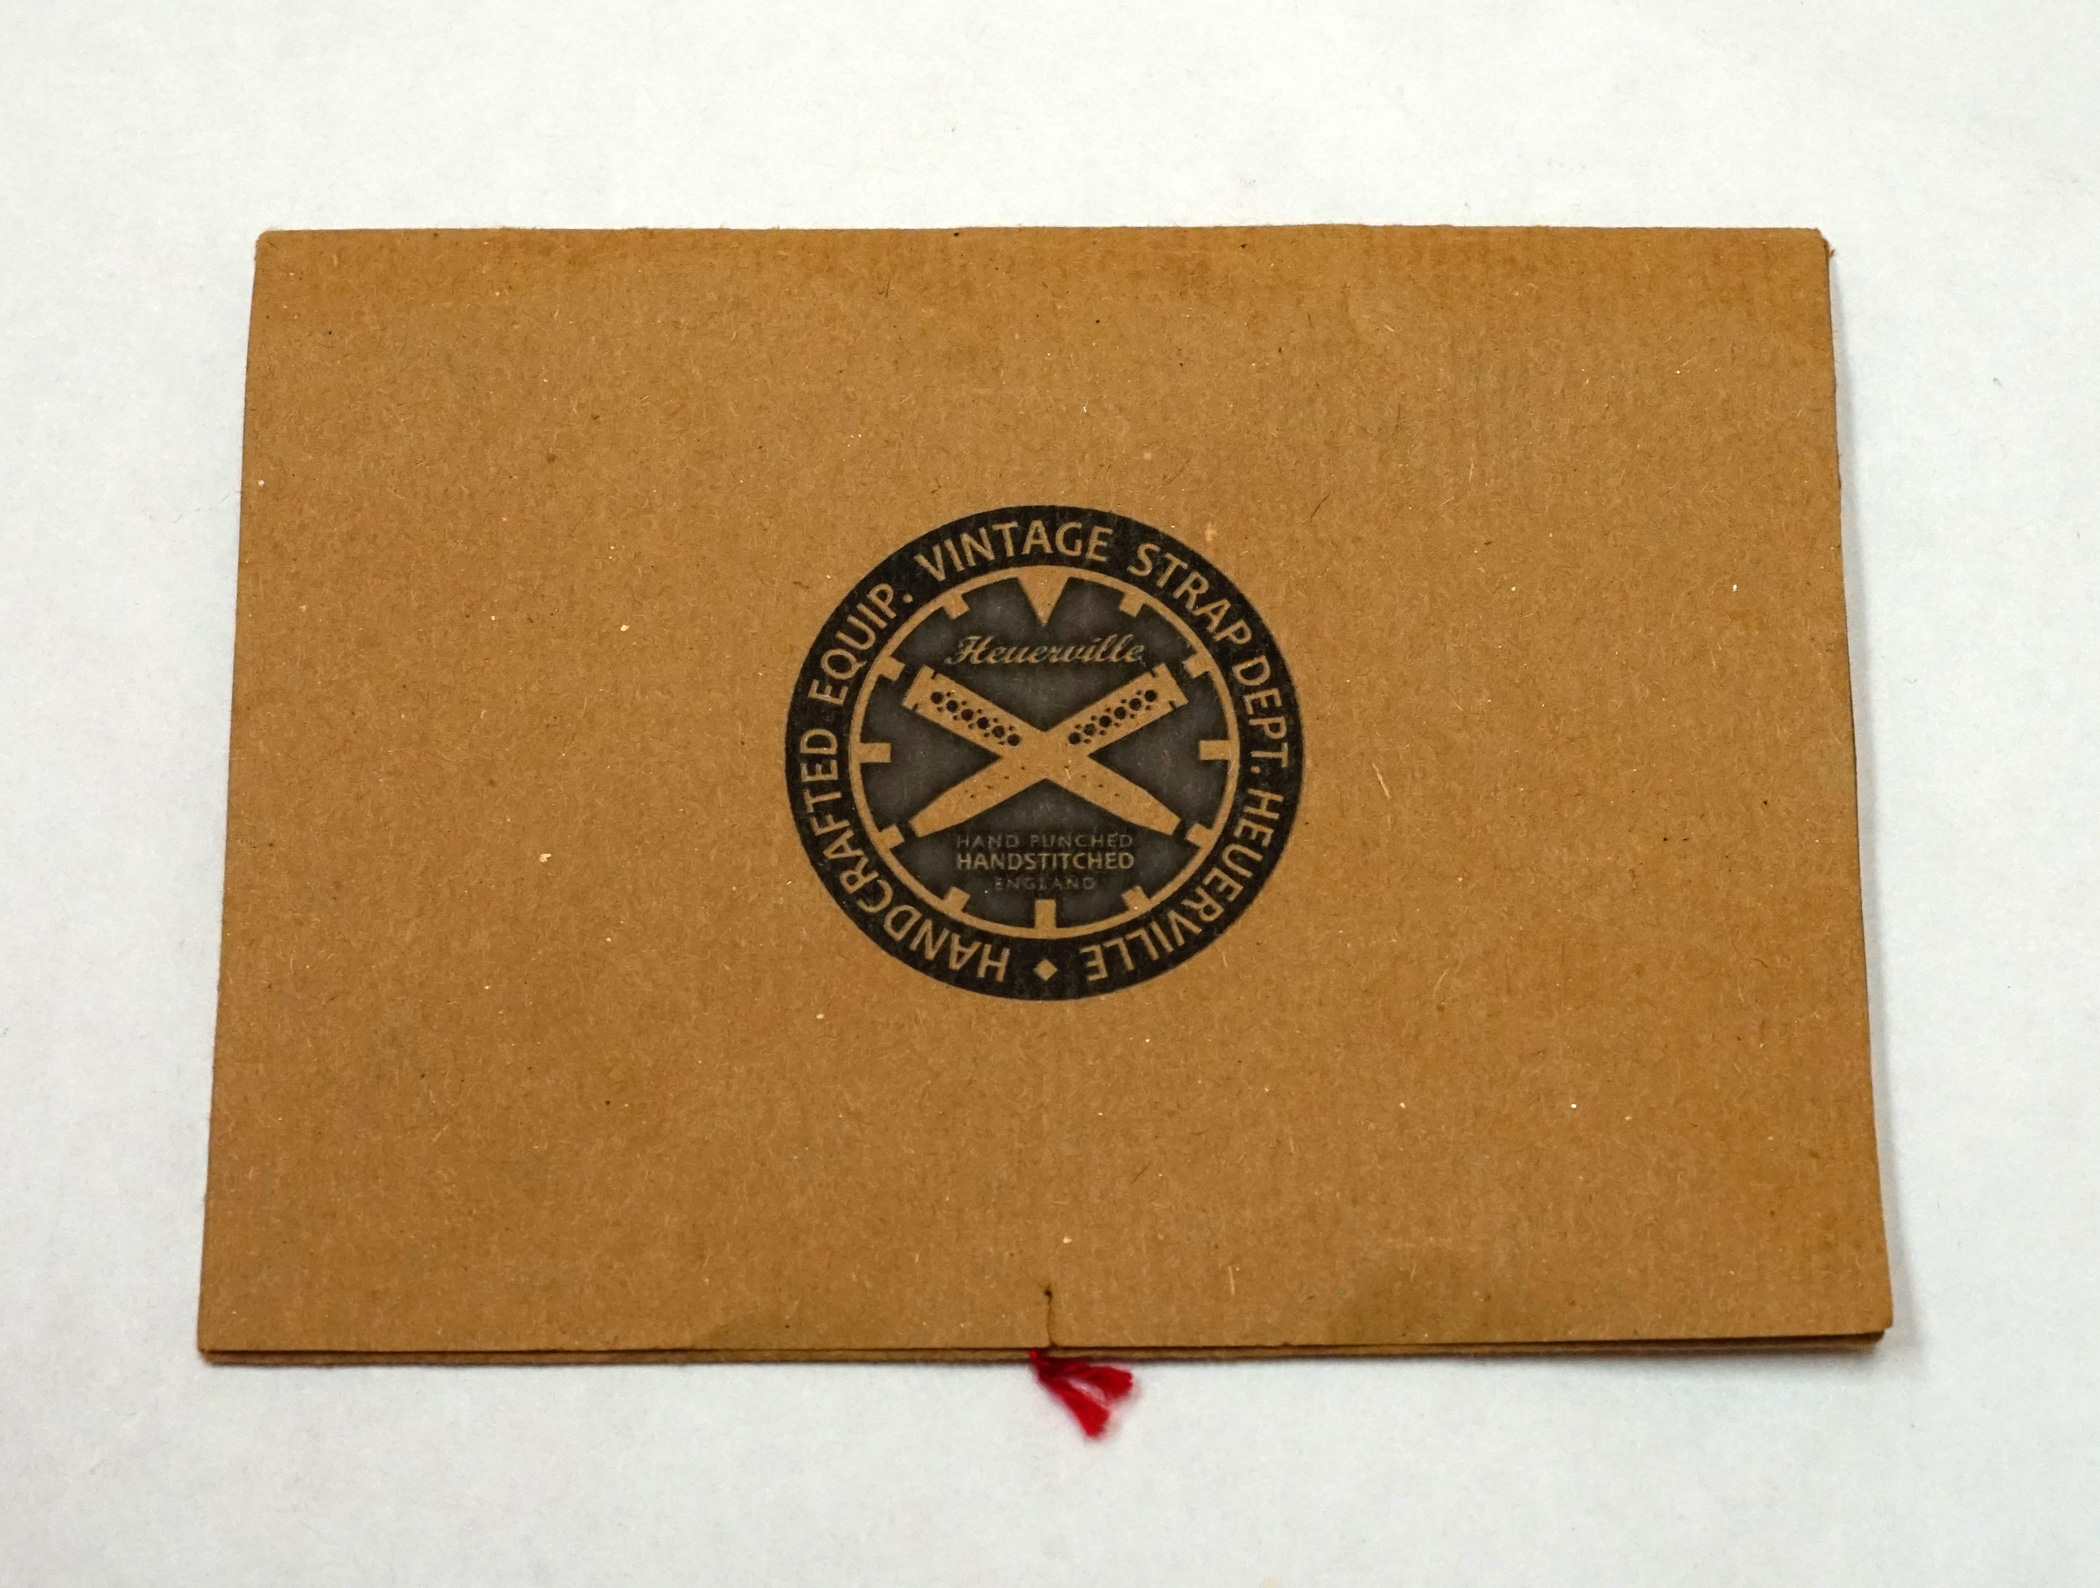 HANDCRAFTED EQUIP. VINTAGE STRAP DEPT. HEUERVILLE
Heuerville
HAND PUNCHED
HANDSTITCHED
ENGLAND